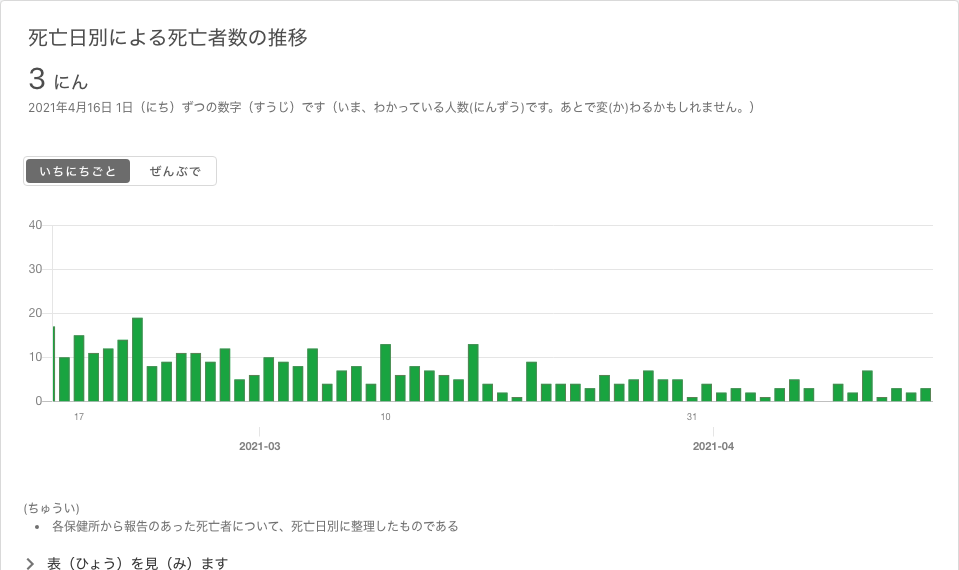 死亡日別による死亡者数の推移
3 にん
2021年4月16日 1日（にち）ずつの数字（すうじ）です（いま、わかっている人数(にんずう)です。あとで変(か)わるかもしれません。）
いちにちごと ぜんぶで
40
30
20
10
0
17 10 31
2021-03 2021-04
(ちゅうい)
• 各保健所から報告のあった死亡者について、死亡日別に整理したものである
表（ひょう）を見（み）ます